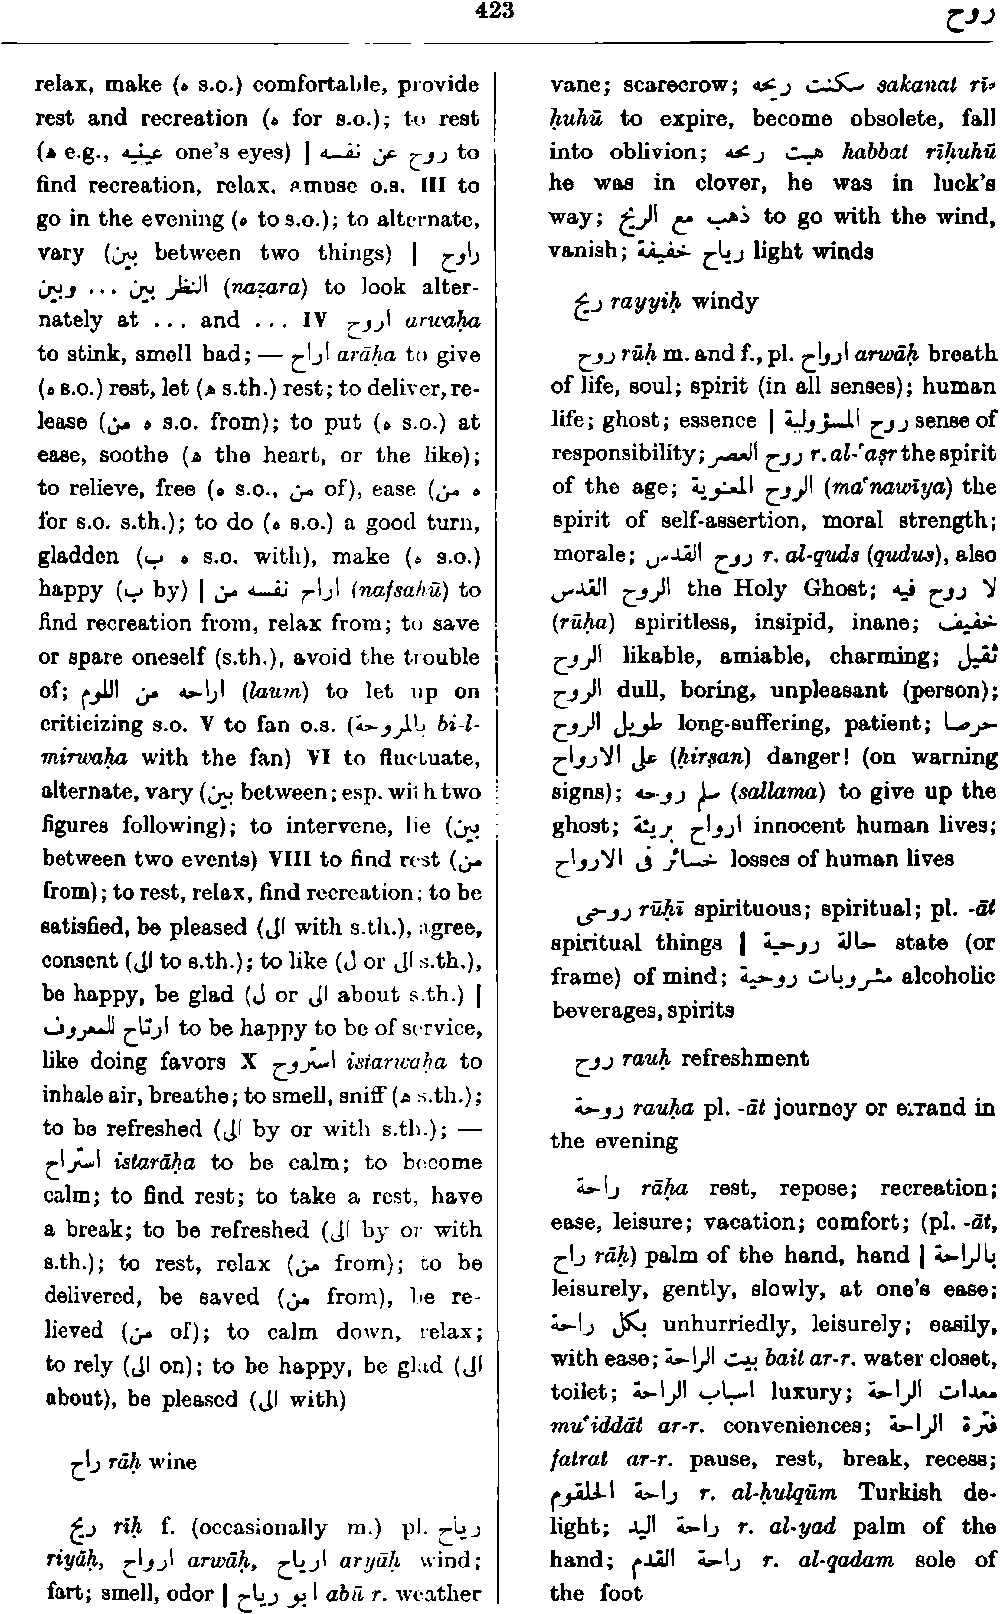 423
روح
relax, make (ه s.o.) comfortable, provide
rest and recreation (ه for s.o.); to rest
(ه e.g., عينيه one's eyes) | روح عن نفسه to
find recreation, relax, amuse o.s. III to
go in the evening (ه to s.o.); to alternate,
vary (بين between two things) | راوح
النظر بين ... وبين (naẓara) to look alter-
nately at ... and ... IV اروح arwaḥa
to stink, smell bad; — اراح arāḥa to give
(ه s.o.) rest, let (ه s.th.) rest; to deliver, re-
lease (ه من s.o. from); to put (ه s.o.) at
ease, soothe (ه the heart, or the like);
to relieve, free (ه s.o., من of), ease (ه من
for s.o. s.th.); to do (ه s.o.) a good turn,
gladden (ه ب s.o. with), make (ه s.o.)
happy (ب by) | اراح نفسه من (nafsahū) to
find recreation from, relax from; to save
or spare oneself (s.th.), avoid the trouble
of; اراحه من اللوم (laum) to let up on
criticizing s.o. V to fan o.s. (بالمروحة bi-l-
mirwaḥa with the fan) VI to fluctuate,
alternate, vary (بين between; esp. with two
figures following); to intervene, lie (بين
between two events) VIII to find rest (من
from); to rest, relax, find recreation; to be
satisfied, be pleased (الى with s.th.), agree,
consent (الى to s.th.); to like (ل or الى s.th.),
be happy, be glad (ل or الى about s.th.) |
ارتاح للمعروف to be happy to be of service,
like doing favors X استروح istarwaḥa to
inhale air, breathe; to smell, sniff (ه s.th.);
to be refreshed (الى by or with s.th.); —
استراح istarāḥa to be calm; to become
calm; to find rest; to take a rest, have
a break; to be refreshed (الى by or with
s.th.); to rest, relax (من from); to be
delivered, be saved (من from), be re-
lieved (من of); to calm down, relax;
to rely (الى on); to be happy, be glad (الى
about), be pleased (الى with)
راح rāḥ wine
ريح rīḥ f. (occasionally m.) pl. رياح
riyāḥ, ارواح arwāḥ, ارياح aryāḥ wind;
fart; smell, odor | ابو رياح abū r. weather
vane; scarecrow; سكنت ريحه sakanat rī-
ḥuhū to expire, become obsolete, fall
into oblivion; هبت ريحه habbat rīḥuhū
he was in clover, he was in luck's
way; ذهب مع الريح to go with the wind,
vanish; رياح خفيفة light winds
ريح rayyiḥ windy
روح rūḥ m. and f., pl. ارواح arwāḥ breath
of life, soul; spirit (in all senses); human
life; ghost; essence | روح المسؤولية sense of
responsibility; روح العصر r. al-ʿaṣr the spirit
of the age; الروح المعنوية (maʿnawīya) the
spirit of self-assertion, moral strength;
morale; روح القدس r. al-quds (qudus), also
الروح القدس the Holy Ghost; لا روح فيه
(rūḥa) spiritless, insipid, inane; خفيف
الروح likable, amiable, charming; ثقيل
الروح dull, boring, unpleasant (person);
طويل الروح long-suffering, patient; حرصا
على الارواح (ḥirṣan) danger! (on warning
signs); سلم روحه (sallama) to give up the
ghost; ارواح بريئة innocent human lives;
خسائر فى الارواح losses of human lives
روحى rūḥī spirituous; spiritual; pl. -āt
spiritual things | حالة روحية state (or
frame) of mind; مشروبات روحية alcoholic
beverages, spirits
روح rauḥ refreshment
روحة rauḥa pl. -āt journey or errand in
the evening
راحة rāḥa rest, repose; recreation;
ease, leisure; vacation; comfort; (pl. -āt,
راح rāḥ) palm of the hand, hand | بالراحة
leisurely, gently, slowly, at one's ease;
بكل راحة unhurriedly, leisurely; easily,
with ease; بيت الراحة bait ar-r. water closet,
toilet; اسباب الراحة luxury; معدات الراحة
muʿiddāt ar-r. conveniences; فترة الراحة
fatrat ar-r. pause, rest, break, recess;
راحة الحلقوم r. al-ḥulqūm Turkish de-
light; راحة اليد r. al-yad palm of the
hand; راحة القدم r. al-qadam sole of
the foot